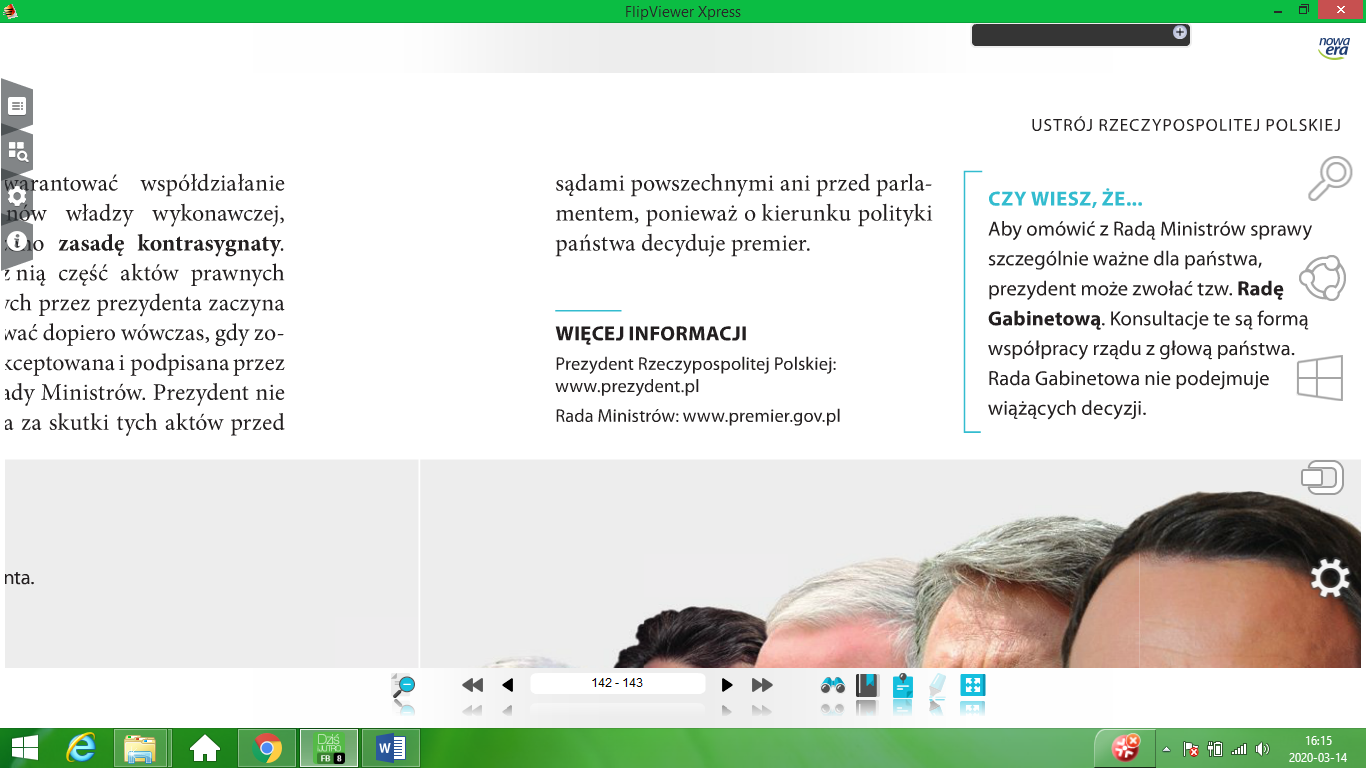 FlipViewer Xpress
nowa
era
USTRÓJ RZECZYPOSPOLITEJ POLSKIEJ
warantować współdziałanie
nów władzy wykonawczej,
no zasadę kontrasygnaty.
z nią część aktów prawnych
ych przez prezydenta zaczyna
wać dopiero wówczas, gdy zo-
kceptowana i podpisana przez
ady Ministrów. Prezydent nie
a za skutki tych aktów przed
sądami powszechnymi ani przed parla-
mentem, ponieważ o kierunku polityki
państwa decyduje premier.
WIĘCEJ INFORMACJI
Prezydent Rzeczypospolitej Polskiej:
www.prezydent.pl
Rada Ministrów: www.premier.gov.pl
CZY WIESZ, ŻE...
Aby omówić z Radą Ministrów sprawy
szczególnie ważne dla państwa,
prezydent może zwołać tzw. Radę
Gabinetową. Konsultacje te są formą
współpracy rządu z głową państwa.
Rada Gabinetowa nie podejmuje
wiążących decyzji.
nta.
142 - 143
Dziś
JUTRO
FB 8
16:15
2020-03-14